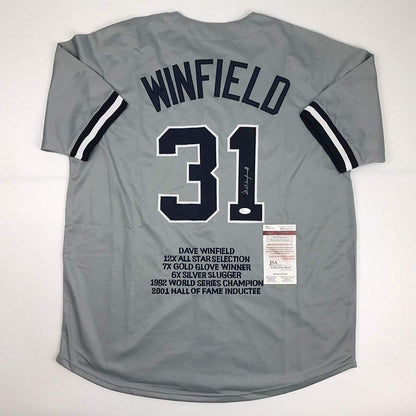 WINFIELD
31
DAVE WINFIELD
12X ALL STAR SELECTION
7X GOLD GLOVE WINNER
6X SILVER SLUGGER
1992 WORLD SERIES CHAMPION
2001 HALL OF FAME INDUCTEE
JSA